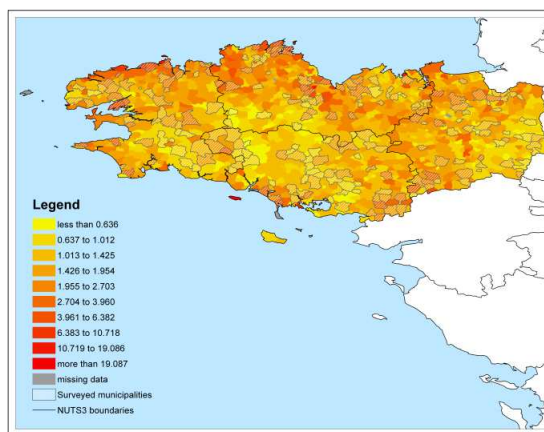 Legend
less than 0.636
0.637 to 1.012
1.013 to 1.425
1.426 to 1.954
1.955 to 2.703
2.704 to 3.960
3.961 to 6.382
6.383 to 10.718
10.719 to 19.086
more than 19.087
missing data
Surveyed municipalities
NUTS3 boundaries